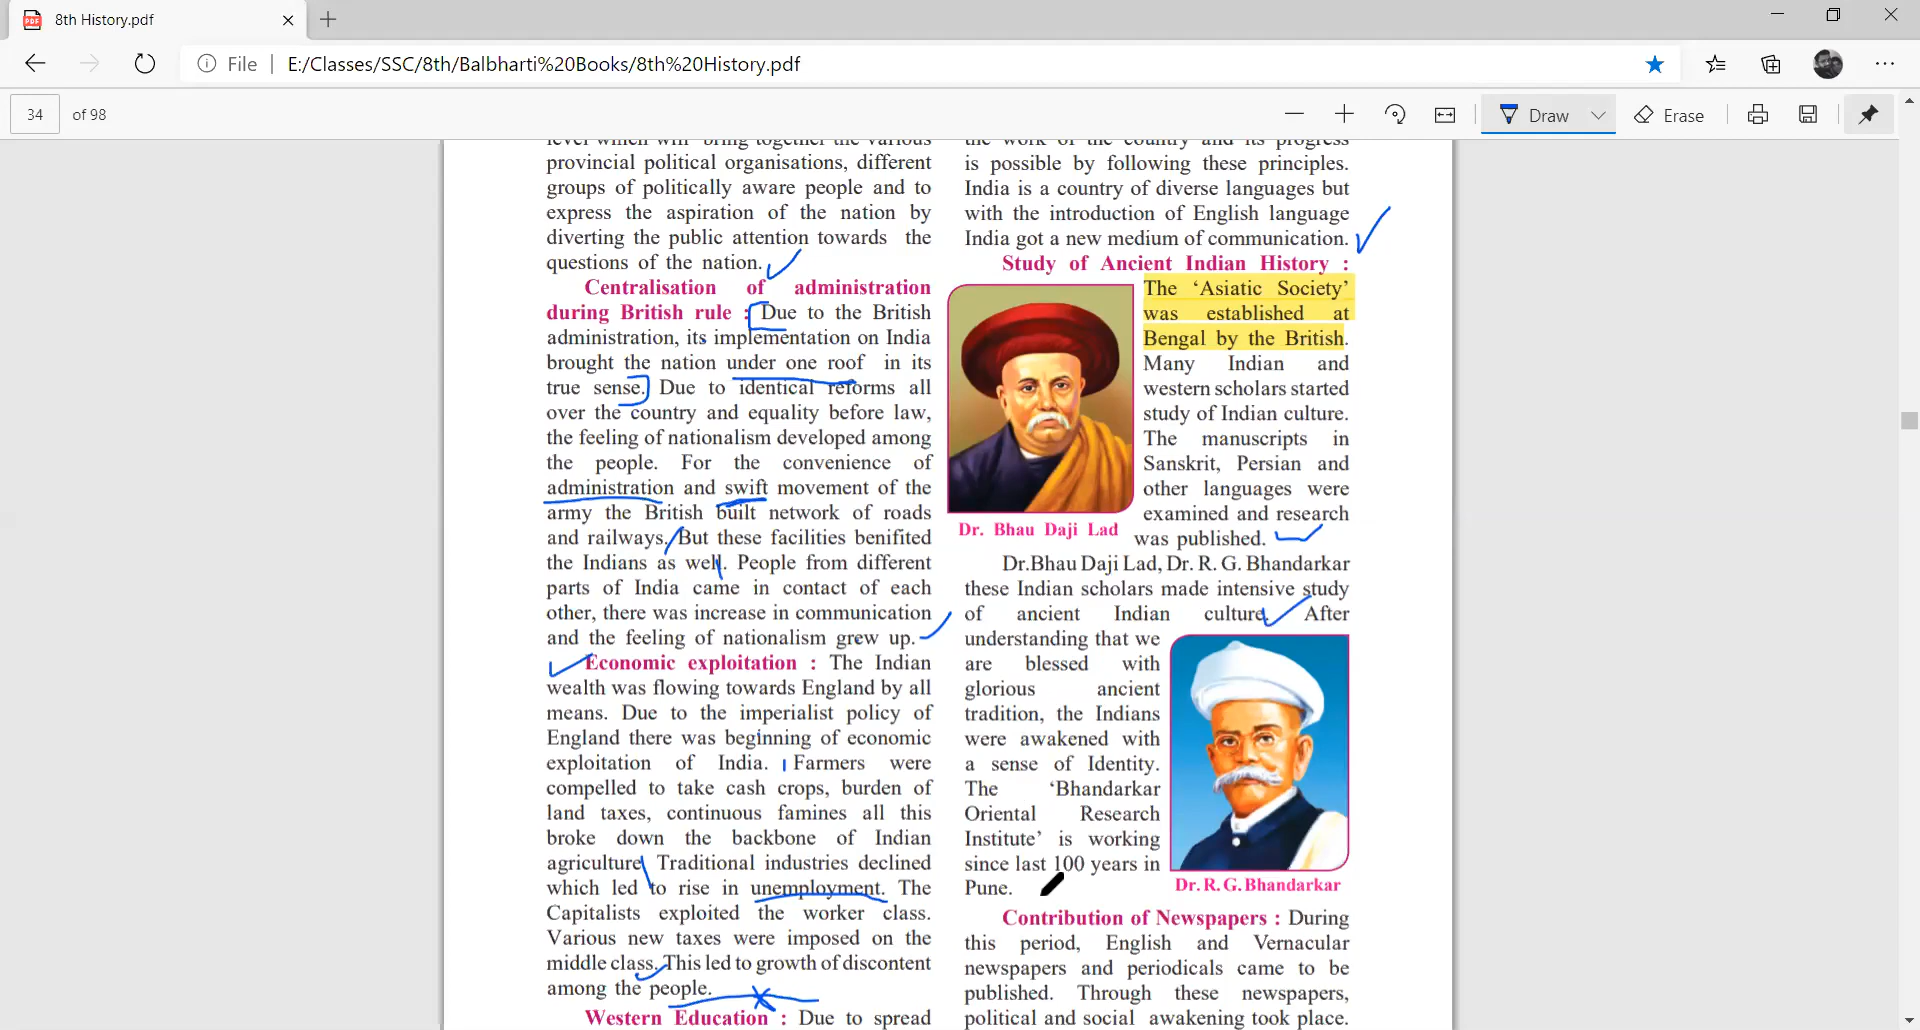 8th History.pdf
File
E:/Classes/SSC/8th/Balbharti%20Books/8th%20History.pdf
34 of 98
Draw
Erase
level which will bring together the various
provincial political organisations, different
groups of politically aware people and to
express the aspiration of the nation by
diverting the public attention towards the
questions of the nation.
Centralisation of administration
during British rule : Due to the British
administration, its implementation on India
brought the nation under one roof in its
true sense. Due to identical reforms all
over the country and equality before law,
the feeling of nationalism developed among
the people. For the convenience of
administration and swift movement of the
army the British built network of roads
and railways. But these facilities benifited
the Indians as well. People from different
parts of India came in contact of each
other, there was increase in communication
and the feeling of nationalism grew up.
Economic exploitation : The Indian
wealth was flowing towards England by all
means. Due to the imperialist policy of
England there was beginning of economic
exploitation of India. Farmers were
compelled to take cash crops, burden of
land taxes, continuous famines all this
broke down the backbone of Indian
agriculture. Traditional industries declined
which led to rise in unemployment. The
Capitalists exploited the worker class.
Various new taxes were imposed on the
middle class. This led to growth of discontent
among the people.
Western Education : Due to spread
the work of the country and its progress
is possible by following these principles.
India is a country of diverse languages but
with the introduction of English language
India got a new medium of communication.
Study of Ancient Indian History :
The ‘Asiatic Society’
was established at
Bengal by the British.
Many Indian and
western scholars started
study of Indian culture.
The manuscripts in
Sanskrit, Persian and
other languages were
examined and research
was published.
Dr. Bhau Daji Lad
Dr.Bhau Daji Lad, Dr. R. G. Bhandarkar
these Indian scholars made intensive study
of ancient Indian culture. After
understanding that we
are blessed with
glorious ancient
tradition, the Indians
were awakened with
a sense of Identity.
The ‘Bhandarkar
Oriental Research
Institute’ is working
since last 100 years in
Pune.
Dr. R. G. Bhandarkar
Contribution of Newspapers : During
this period, English and Vernacular
newspapers and periodicals came to be
published. Through these newspapers,
political and social awakening took place.